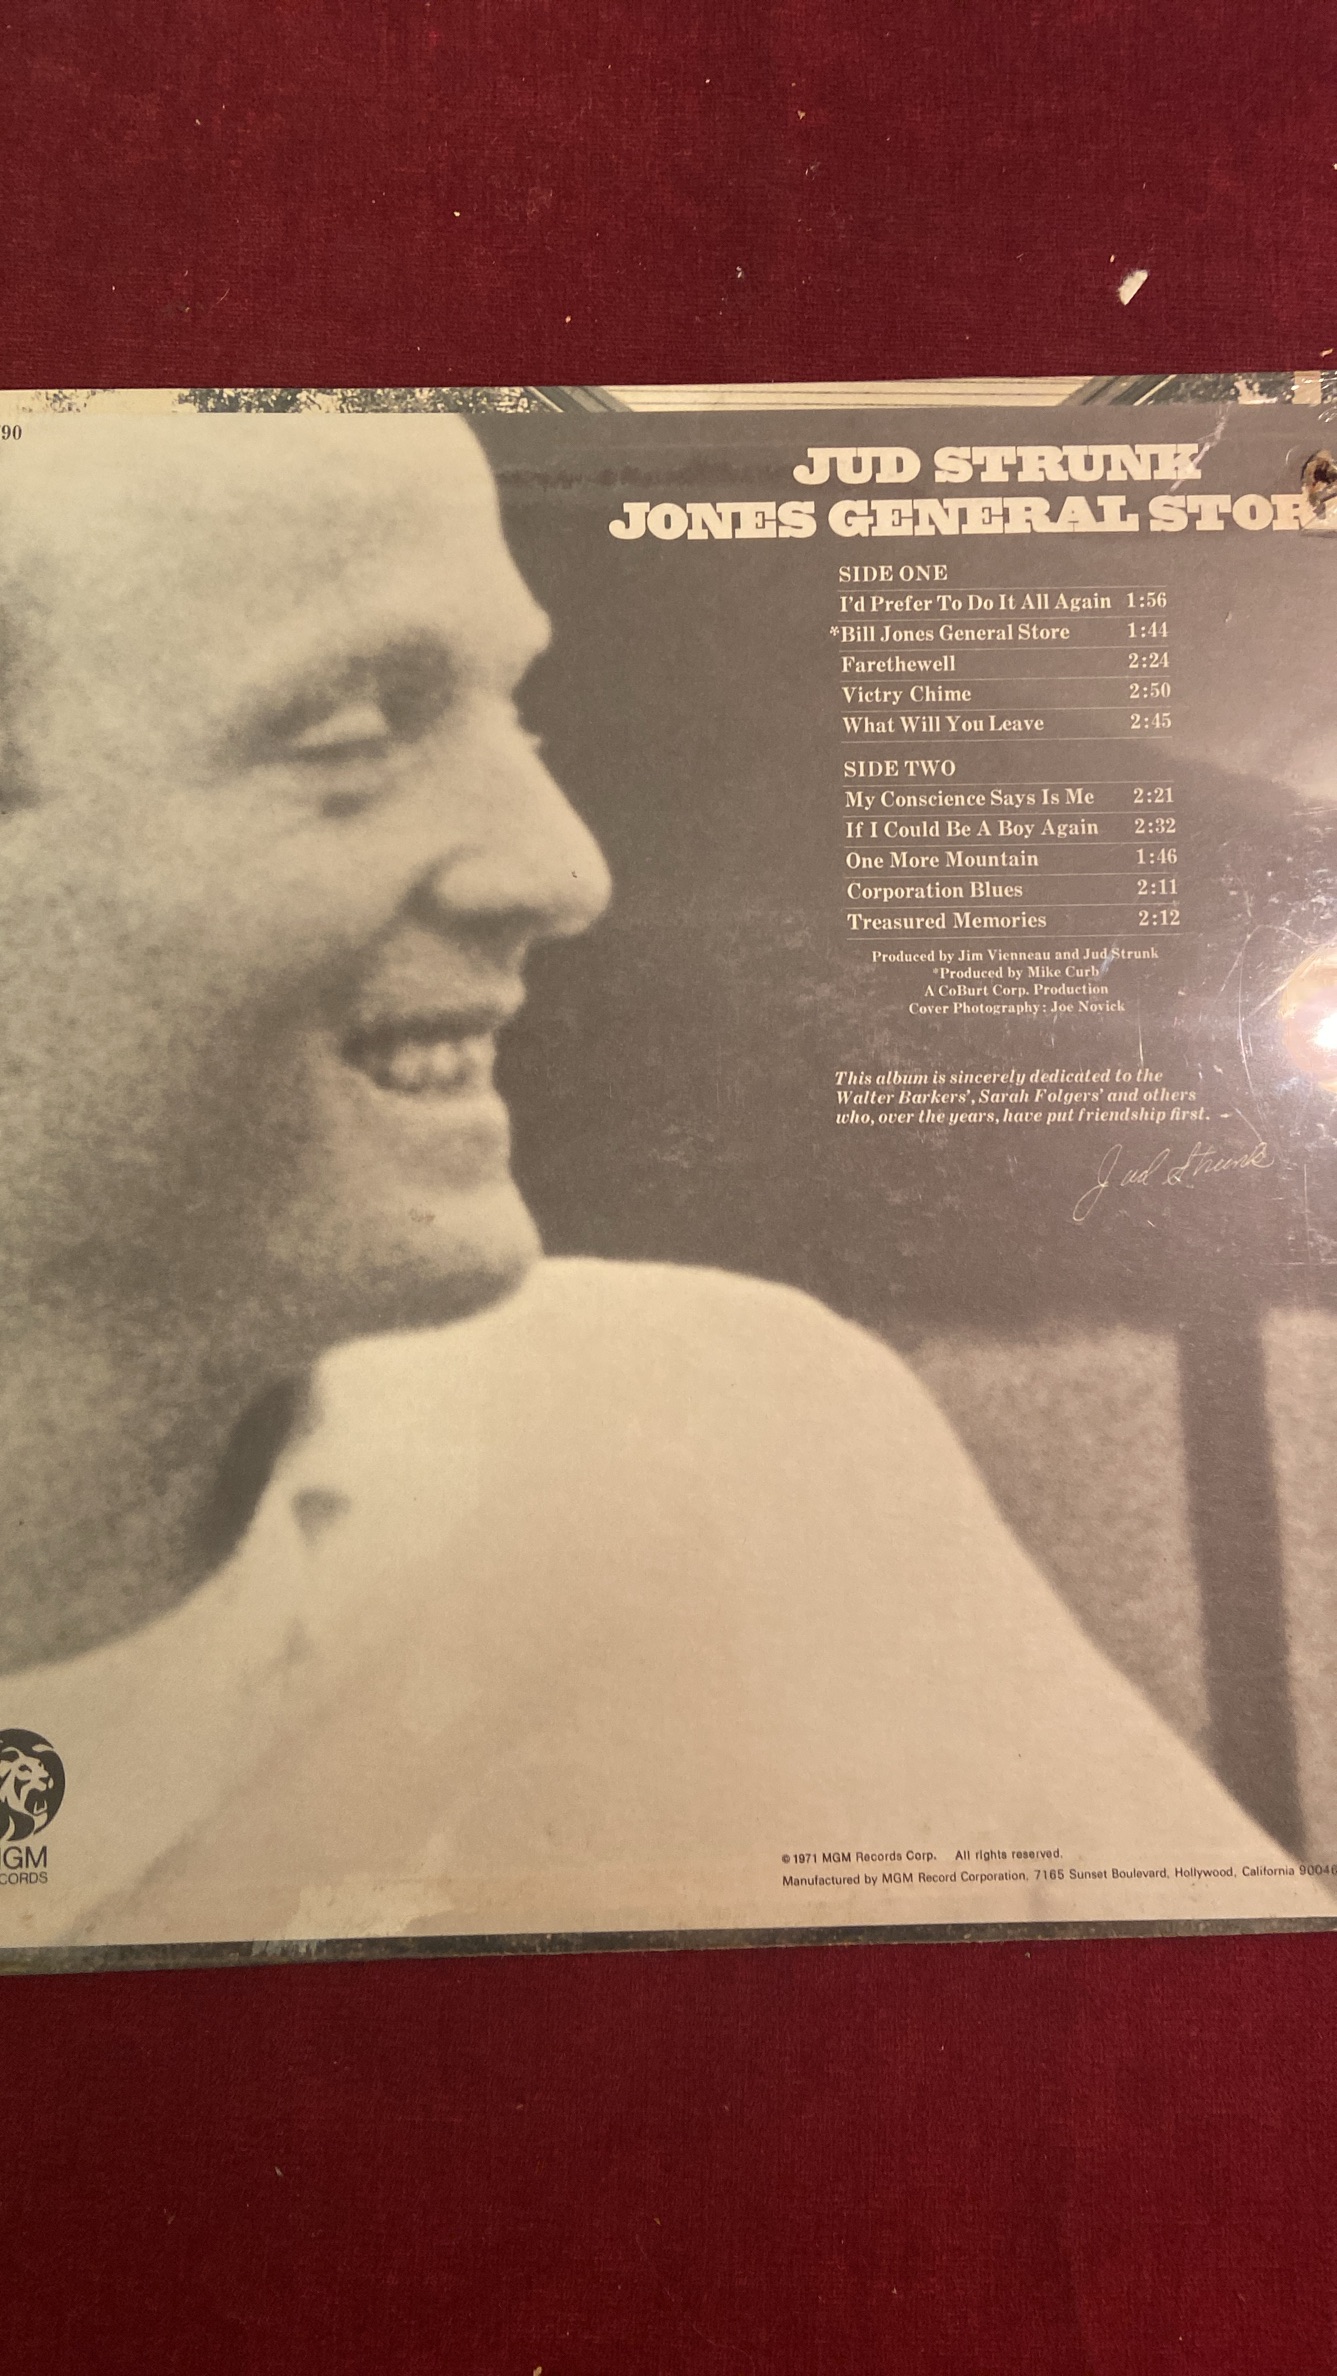 90
JUD STRUNK
JONES GENERAL STOR
SIDE ONE
I'd Prefer To Do It All Again 1:56
*Bill Jones General Store 1:44
Farethewell 2:24
Victry Chime 2:50
What Will You Leave 2:45
SIDE TWO
My Conscience Says Is Me 2:21
If I Could Be A Boy Again 2:32
One More Mountain 1:46
Corporation Blues 2:11
Treasured Memories 2:12
Produced by Jim Vienneau and Jud Strunk
*Produced by Mike Curb
A CoBurt Corp. Production
Cover Photography: Joe Novick
This album is sincerely dedicated to the
Walter Barkers', Sarah Folgers' and others
who, over the years, have put friendship first. -
Jud Strunk
GM
CORDS
© 1971 MGM Records Corp. All rights reserved.
Manufactured by MGM Record Corporation, 7165 Sunset Boulevard, Hollywood, California 90046